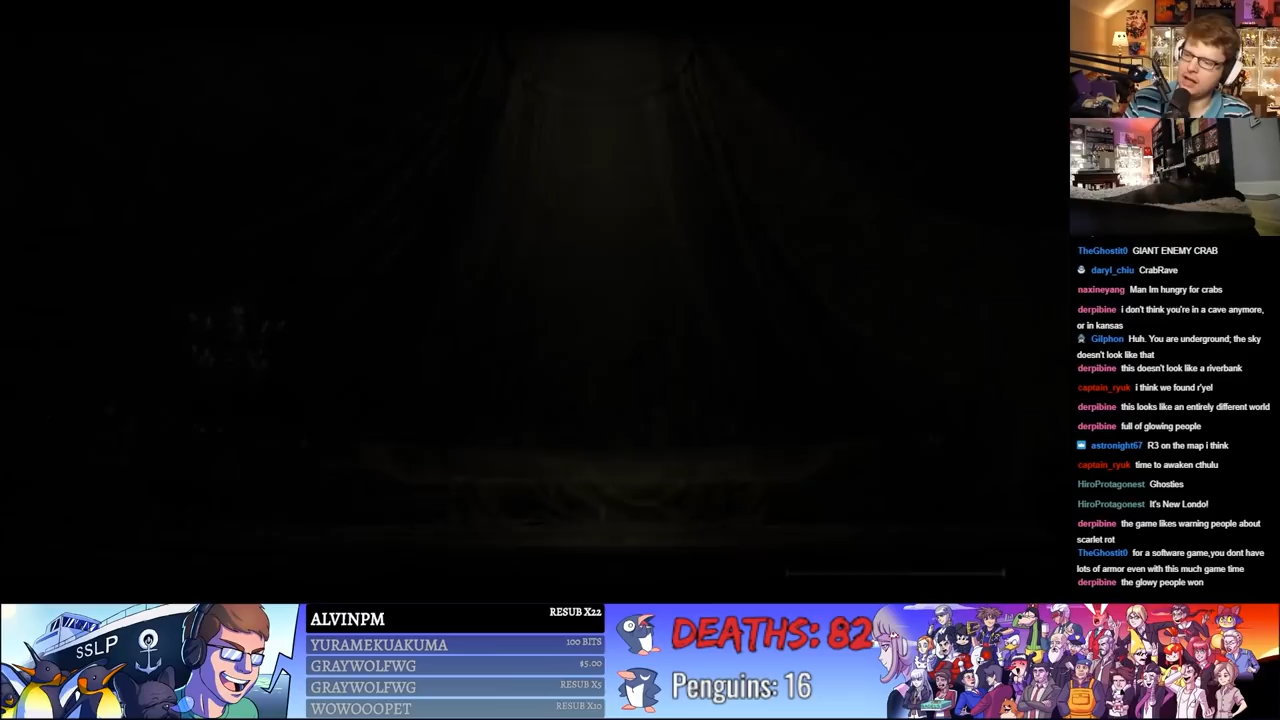 TheGhostit0 GIANT ENEMY CRAB
daryl_chiu CrabRave
naxineyang Man Im hungry for crabs
derpibine i don't think you're in a cave anymore,
or in kansas
Gilphon Huh. You are underground; the sky
doesn't look like that
derpibine this doesn't look like a riverbank
captain_ryuk i think we found r'yel
derpibine this looks like an entirely different world
derpibine full of glowing people
astronight57 R3 on the map i think
captain_ryuk time to awaken cthulu
HiroProtagonest Ghosties
HiroProtagonest It's New Londo!
derpibine the game likes warning people about
scarlet rot
TheGhostit0 for a software game,you dont have
lots of armor even with this much game time
derpibine the glowy people won
SSLP
ALVINPM RESUB X22
YURAMEKUAKUMA 100 BITS
GRAYWOLFWG $5.00
GRAYWOLFWG RESUB X5
WOWOOOPET RESUB X10
DEATHS: 82
Penguins: 16